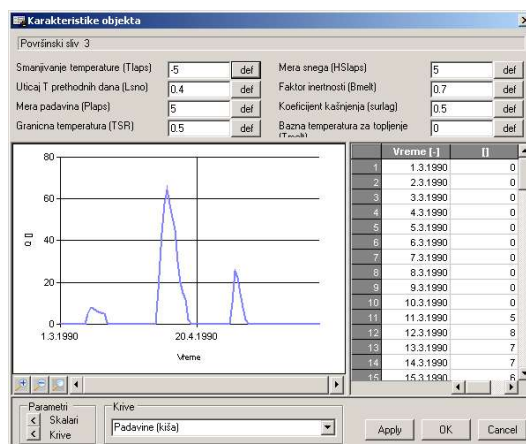 Karakteristike objekta
Površinski sliv 3
Smanjivanje temperature (Tlaps) -5 def Mera snega (HSlaps) 5 def
Uticaj T prethodnih dana (Lsno) 0.4 def Faktor inertnosti (Bmelt) 0.7 def
Mera padavina (Plaps) 5 def Koeficijent kašnjenja (surlag) 0.5 def
Granicna temperatura (TSR) 0.5 def Bazna temperatura za topljenje (Tmelt) 0 def
80
60
40
20
0
Q []
1.3.1990 20.4.1990
Vreme
Vreme [-] []
1 1.3.1990 0
2 2.3.1990 0
3 3.3.1990 0
4 4.3.1990 0
5 5.3.1990 0
6 6.3.1990 0
7 7.3.1990 0
8 8.3.1990 0
9 9.3.1990 0
10 10.3.1990 0
11 11.3.1990 5
12 12.3.1990 8
13 13.3.1990 7
14 14.3.1990 7
15 15.3.1990 6
Parametri
< Skalari
< Krive
Krive
Padavine (kiša)
Apply OK Cancel